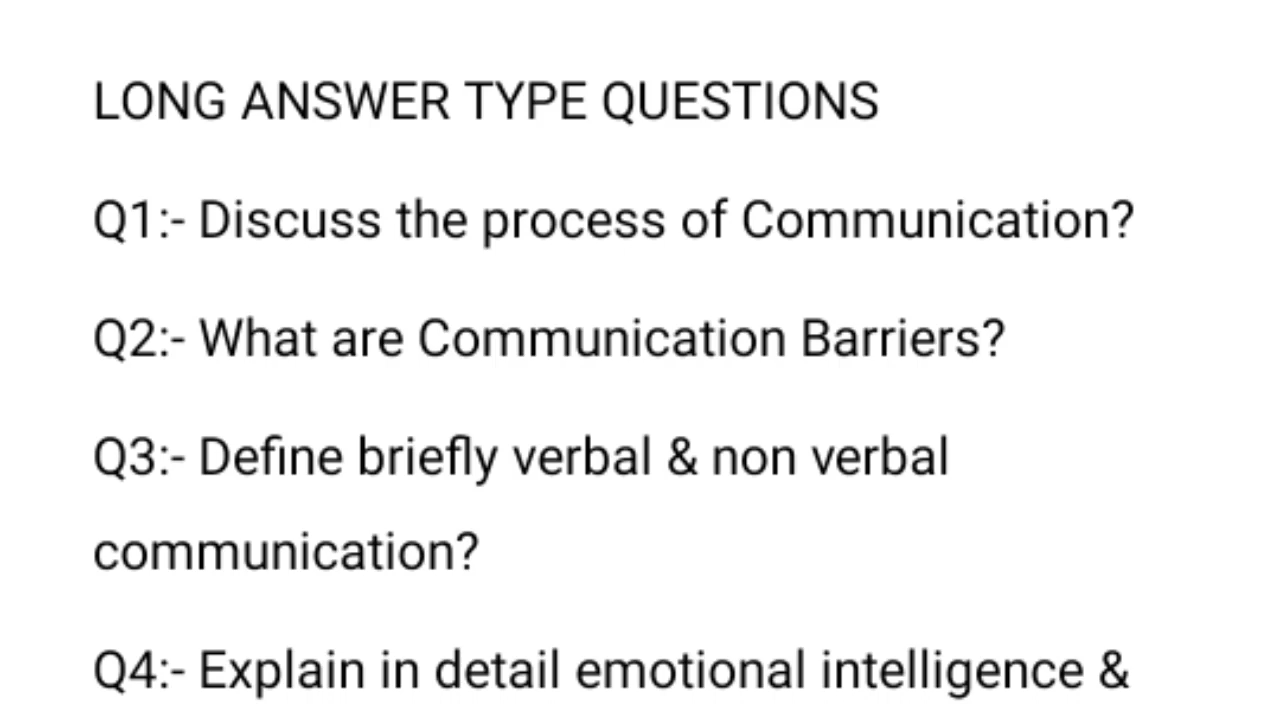 LONG ANSWER TYPE QUESTIONS
Q1:- Discuss the process of Communication?
Q2:- What are Communication Barriers?
Q3:- Define briefly verbal & non verbal
communication?
Q4:- Explain in detail emotional intelligence &